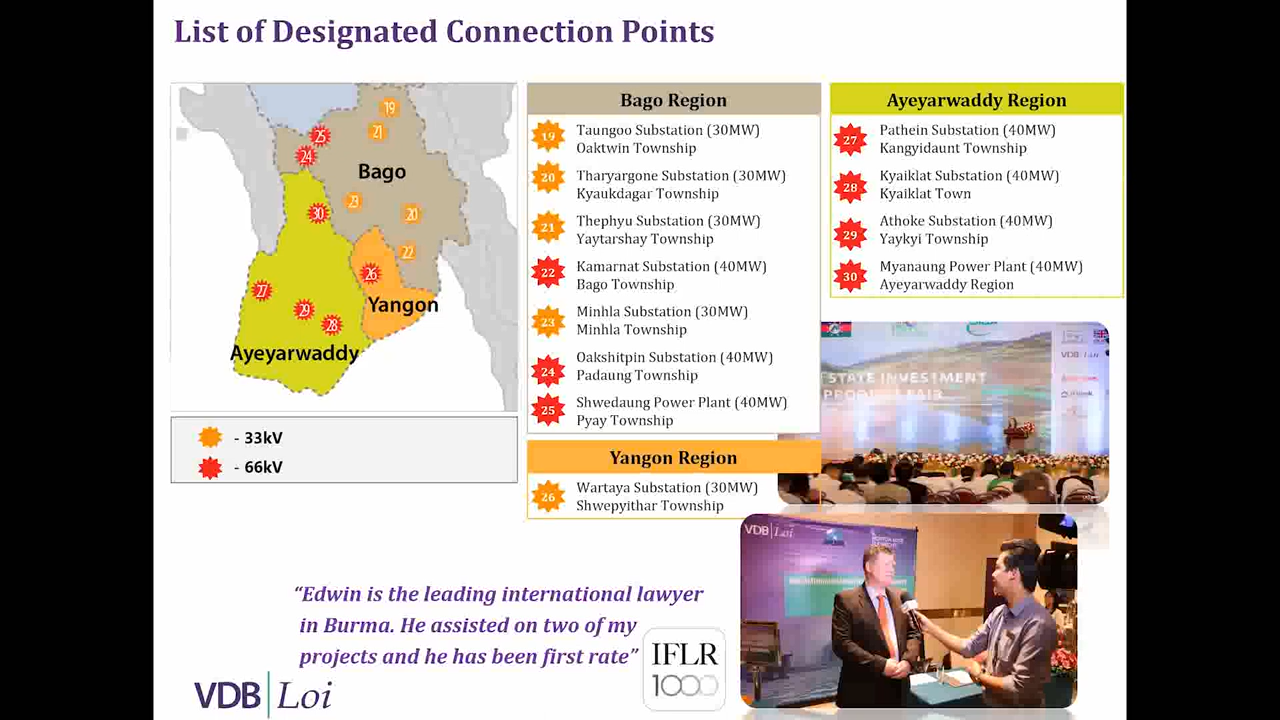 List of Designated Connection Points
19
21
25
24
Bago
23
30
20
22
26
27
Yangon
29
28
Ayeyarwaddy
- 33kV
- 66kV
Bago Region
19
Taungoo Substation (30MW)
Oaktwin Township
20
Tharyargone Substation (30MW)
Kyaukdagar Township
21
Thephyu Substation (30MW)
Yaytarshay Township
22
Kamarnat Substation (40MW)
Bago Township
23
Minhla Substation (30MW)
Minhla Township
24
Oakshitpin Substation (40MW)
Padaung Township
25
Shwedaung Power Plant (40MW)
Pyay Township
Yangon Region
26
Wartaya Substation (30MW)
Shwepyithar Township
Ayeyarwaddy Region
27
Pathein Substation (40MW)
Kangyidaunt Township
28
Kyaiklat Substation (40MW)
Kyaiklat Town
29
Athoke Substation (40MW)
Yaykyi Township
30
Myanaung Power Plant (40MW)
Ayeyarwaddy Region
STATE INVESTMENT
FAIR
VDB Loi
VDB Loi
“Edwin is the leading international lawyer
in Burma. He assisted on two of my
projects and he has been first rate”
IFLR
1000
VDB Loi